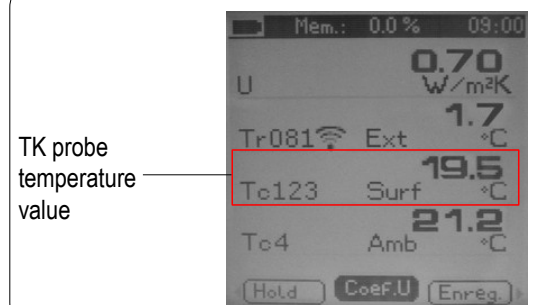 Mem.: 0.0 % 09:00
0.70
U W/m²K
1.7
Tr081 Ext °C
TK probe
temperature
value
19.5
Tc123 Surf °C
21.2
Tc4 Amb °C
Hold Coef.U Enreg.